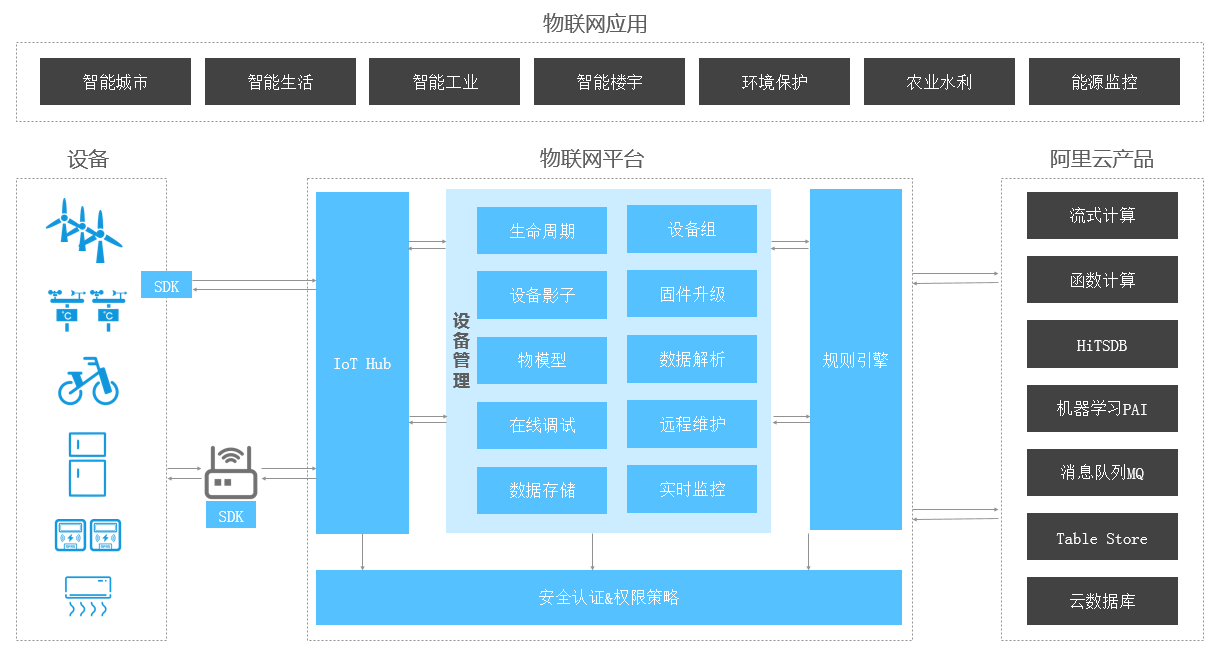 物联网应用
智能城市
智能生活
智能工业
智能楼宇
环境保护
农业水利
能源监控
设备
物联网平台
阿里云产品
SDK
℃
℃
SDK
IoT Hub
设备管理
生命周期
设备组
设备影子
固件升级
物模型
数据解析
在线调试
远程维护
数据存储
实时监控
规则引擎
安全认证&权限策略
流式计算
函数计算
HiTSDB
机器学习PAI
消息队列MQ
Table Store
云数据库